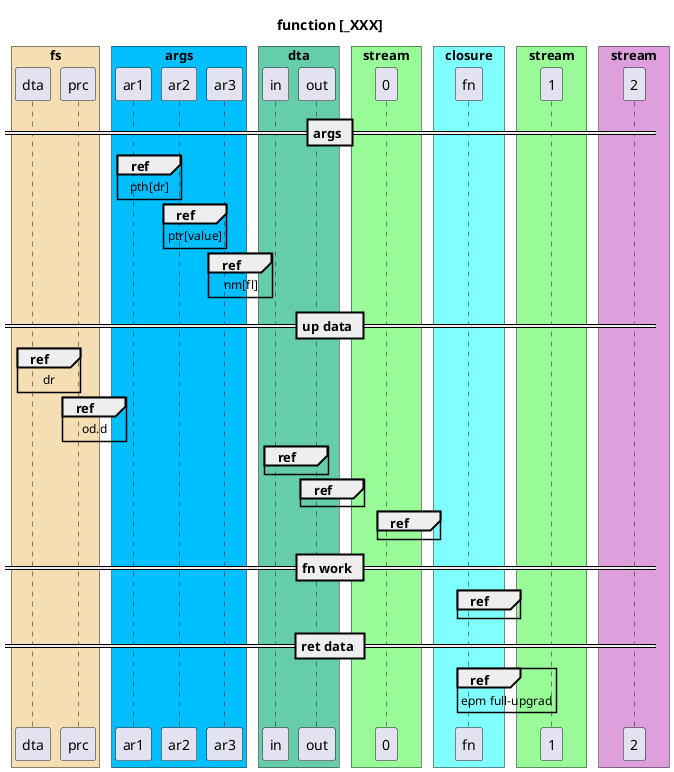 function [_XXX]
fs args dta stream closure stream stream
dta prc ar1 ar2 ar3 in out 0 fn 1 2
args
ref
pth[dr]
ref
ptr[value]
ref
nm[fl]
up data
ref
dr
ref
od.d
ref
ref
ref
fn work
ref
ret data
ref
epm full-upgrad
dta prc ar1 ar2 ar3 in out 0 fn 1 2